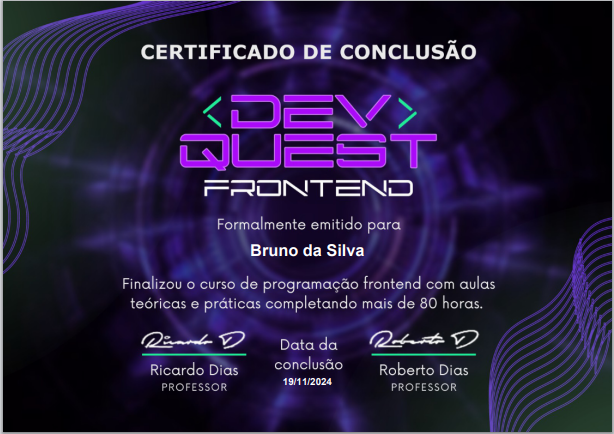 CERTIFICADO DE CONCLUSÃO
<DEV>
QUEST
FRONTEND
Formalmente emitido para
Bruno da Silva
Finalizou o curso de programação frontend com aulas
teóricas e práticas completando mais de 80 horas.
Ricardo D
Roberto D
Data da
conclusão
19/11/2024
Ricardo Dias
PROFESSOR
Roberto Dias
PROFESSOR